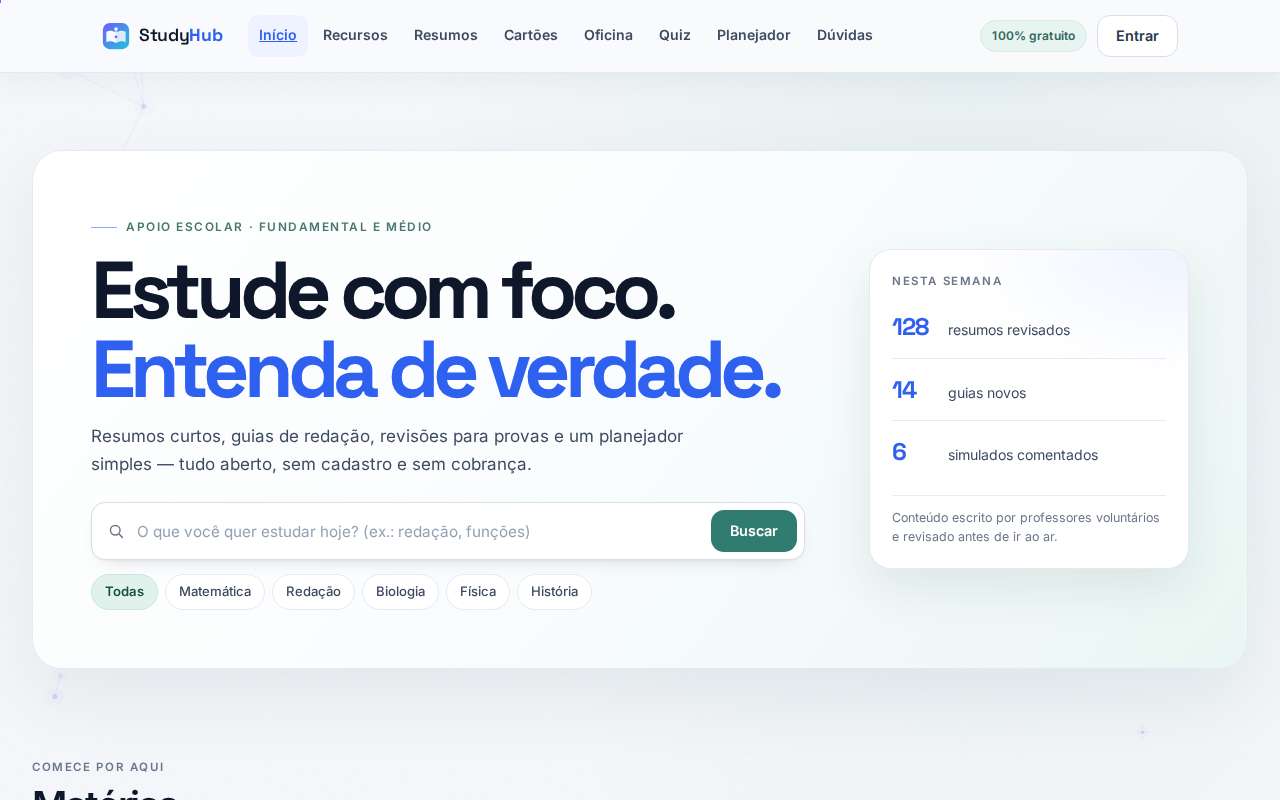 StudyHub
Início
Recursos
Resumos
Cartões
Oficina
Quiz
Planejador
Dúvidas
100% gratuito
Entrar
APOIO ESCOLAR · FUNDAMENTAL E MÉDIO
Estude com foco.
Entenda de verdade.
Resumos curtos, guias de redação, revisões para provas e um planejador
simples — tudo aberto, sem cadastro e sem cobrança.
O que você quer estudar hoje? (ex.: redação, funções)
Buscar
Todas
Matemática
Redação
Biologia
Física
História
NESTA SEMANA
128 resumos revisados
14 guias novos
6 simulados comentados
Conteúdo escrito por professores voluntários
e revisado antes de ir ao ar.
COMECE POR AQUI
Matérias